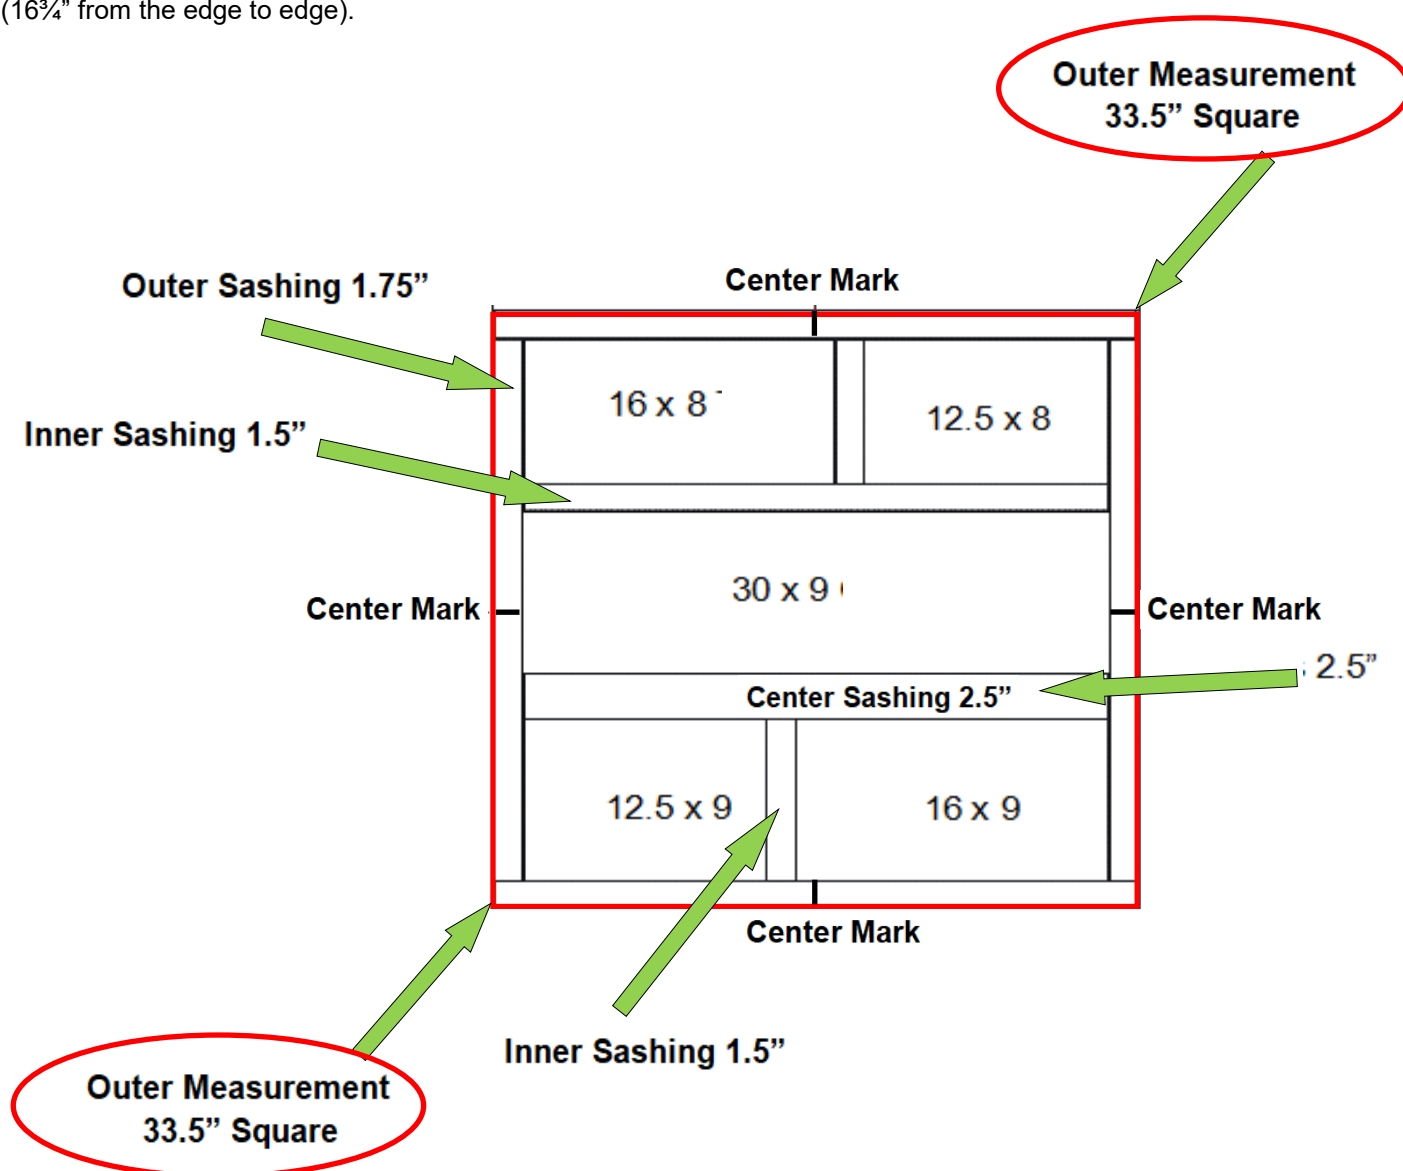 (16¾” from the edge to edge).
Outer Measurement
33.5” Square
Outer Sashing 1.75”
Center Mark
16 x 8
12.5 x 8
Inner Sashing 1.5”
30 x 9
Center Mark
Center Mark
2.5”
Center Sashing 2.5”
12.5 x 9
16 x 9
Center Mark
Inner Sashing 1.5”
Outer Measurement
33.5” Square